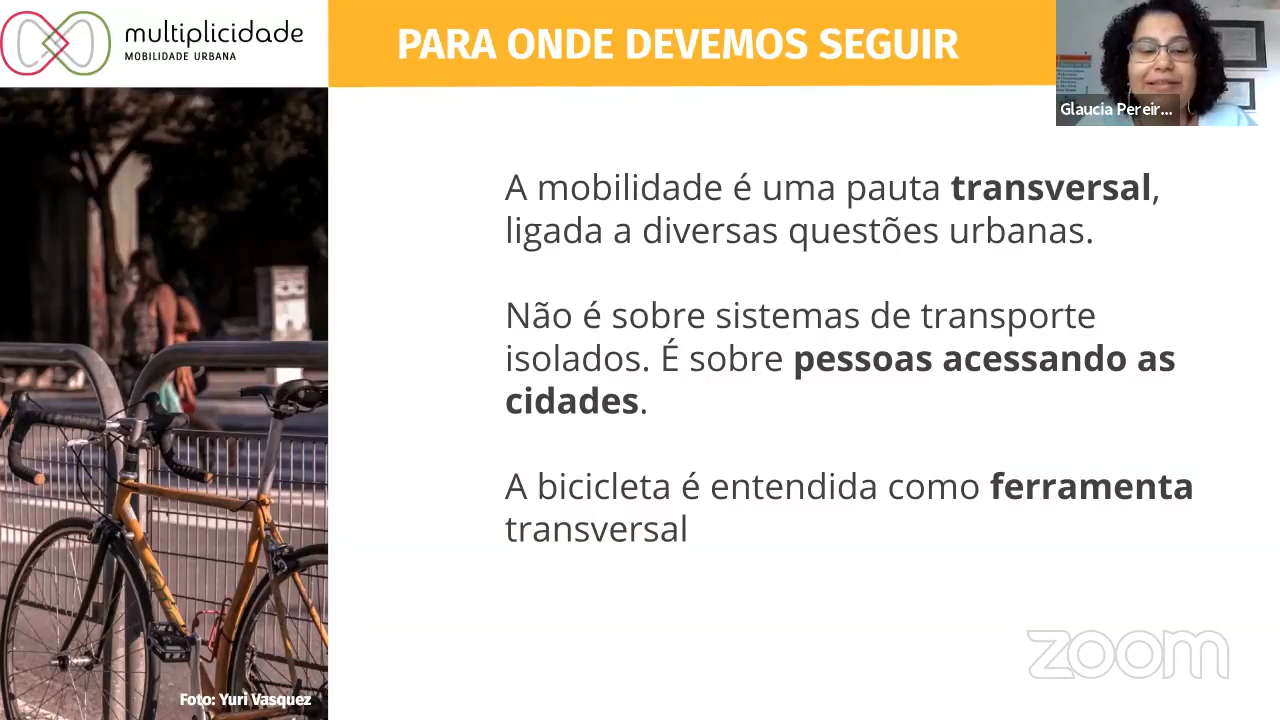 multiplicidade
MOBILIDADE URBANA
PARA ONDE DEVEMOS SEGUIR
Glaucia Pereir...
A mobilidade é uma pauta transversal,
ligada a diversas questões urbanas.
Não é sobre sistemas de transporte
isolados. É sobre pessoas acessando as
cidades.
A bicicleta é entendida como ferramenta
transversal
zoom
Foto: Yuri Vasquez